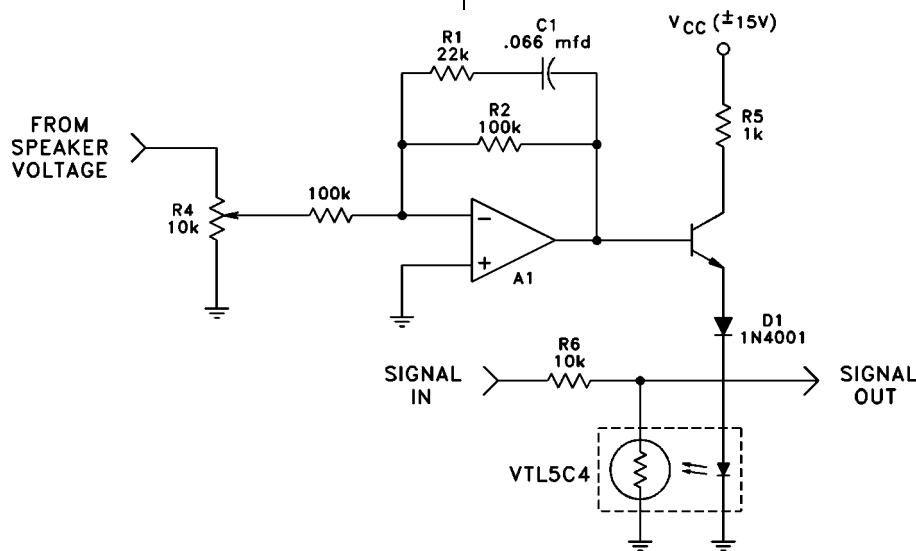 VCC (±15V)
R1
22k
C1
.066 mfd
R2
100k
R5
1k
FROM
SPEAKER
VOLTAGE
R4
10k
100k
−
+
A1
D1
1N4001
R6
10k
SIGNAL
IN
SIGNAL
OUT
VTL5C4